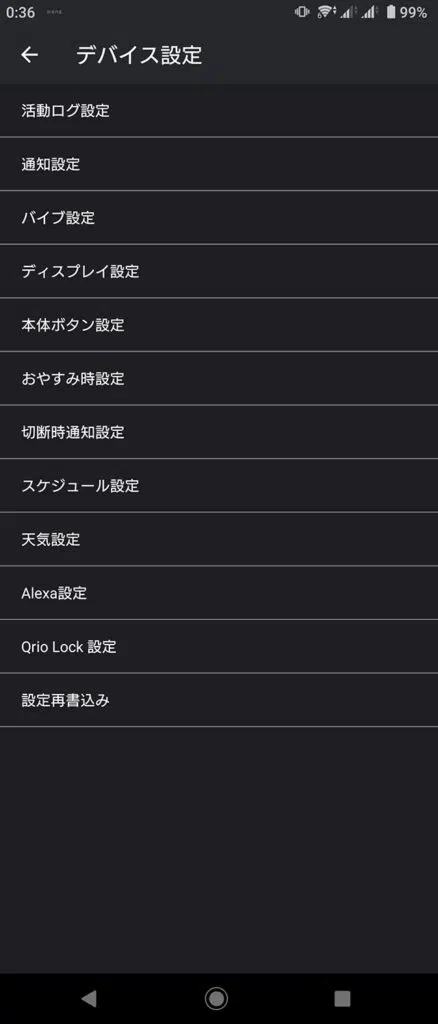 0:36
99%
デバイス設定
活動ログ設定
通知設定
バイブ設定
ディスプレイ設定
本体ボタン設定
おやすみ時設定
切断時通知設定
スケジュール設定
天気設定
Alexa設定
Qrio Lock 設定
設定再書込み